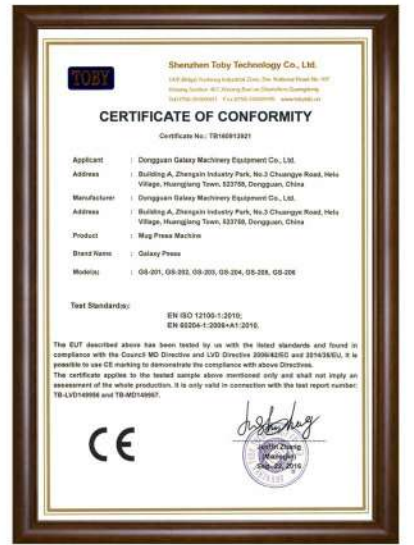 TOBY
Shenzhen Toby Technology Co., Ltd.
CERTIFICATE OF CONFORMITY
Certificate No.: TB160913921
Applicant : Dongguan Galaxy Machinery Equipment Co., Ltd.
Address : Building A, Zhengxin Industry Park, No.3 Chuangye Road, Helu
Village, Huangjiang Town, 523758, Dongguan, China
Manufacturer : Dongguan Galaxy Machinery Equipment Co., Ltd.
Address : Building A, Zhengxin Industry Park, No.3 Chuangye Road, Helu
Village, Huangjiang Town, 523758, Dongguan, China
Product : Mug Press Machine
Brand Name : Galaxy Press
Model(s) : GS-201, GS-202, GS-203, GS-204, GS-205, GS-206
Test Standard(s):
EN ISO 12100-1:2010;
EN 60204-1:2006+A1:2010.
The EUT described above has been tested by us with the listed standards and found in
compliance with the Council MD Directive and LVD Directive 2006/42/EC and 2014/35/EU. It is
possible to use CE marking to demonstrate the compliance with above Directives.
The certificate applies to the tested sample above mentioned only and shall not imply an
assessment of the whole production. It is only valid in connection with the test report number:
TB-LVD149966 and TB-MD149967.
CE
Zhang
(Manager)
2016